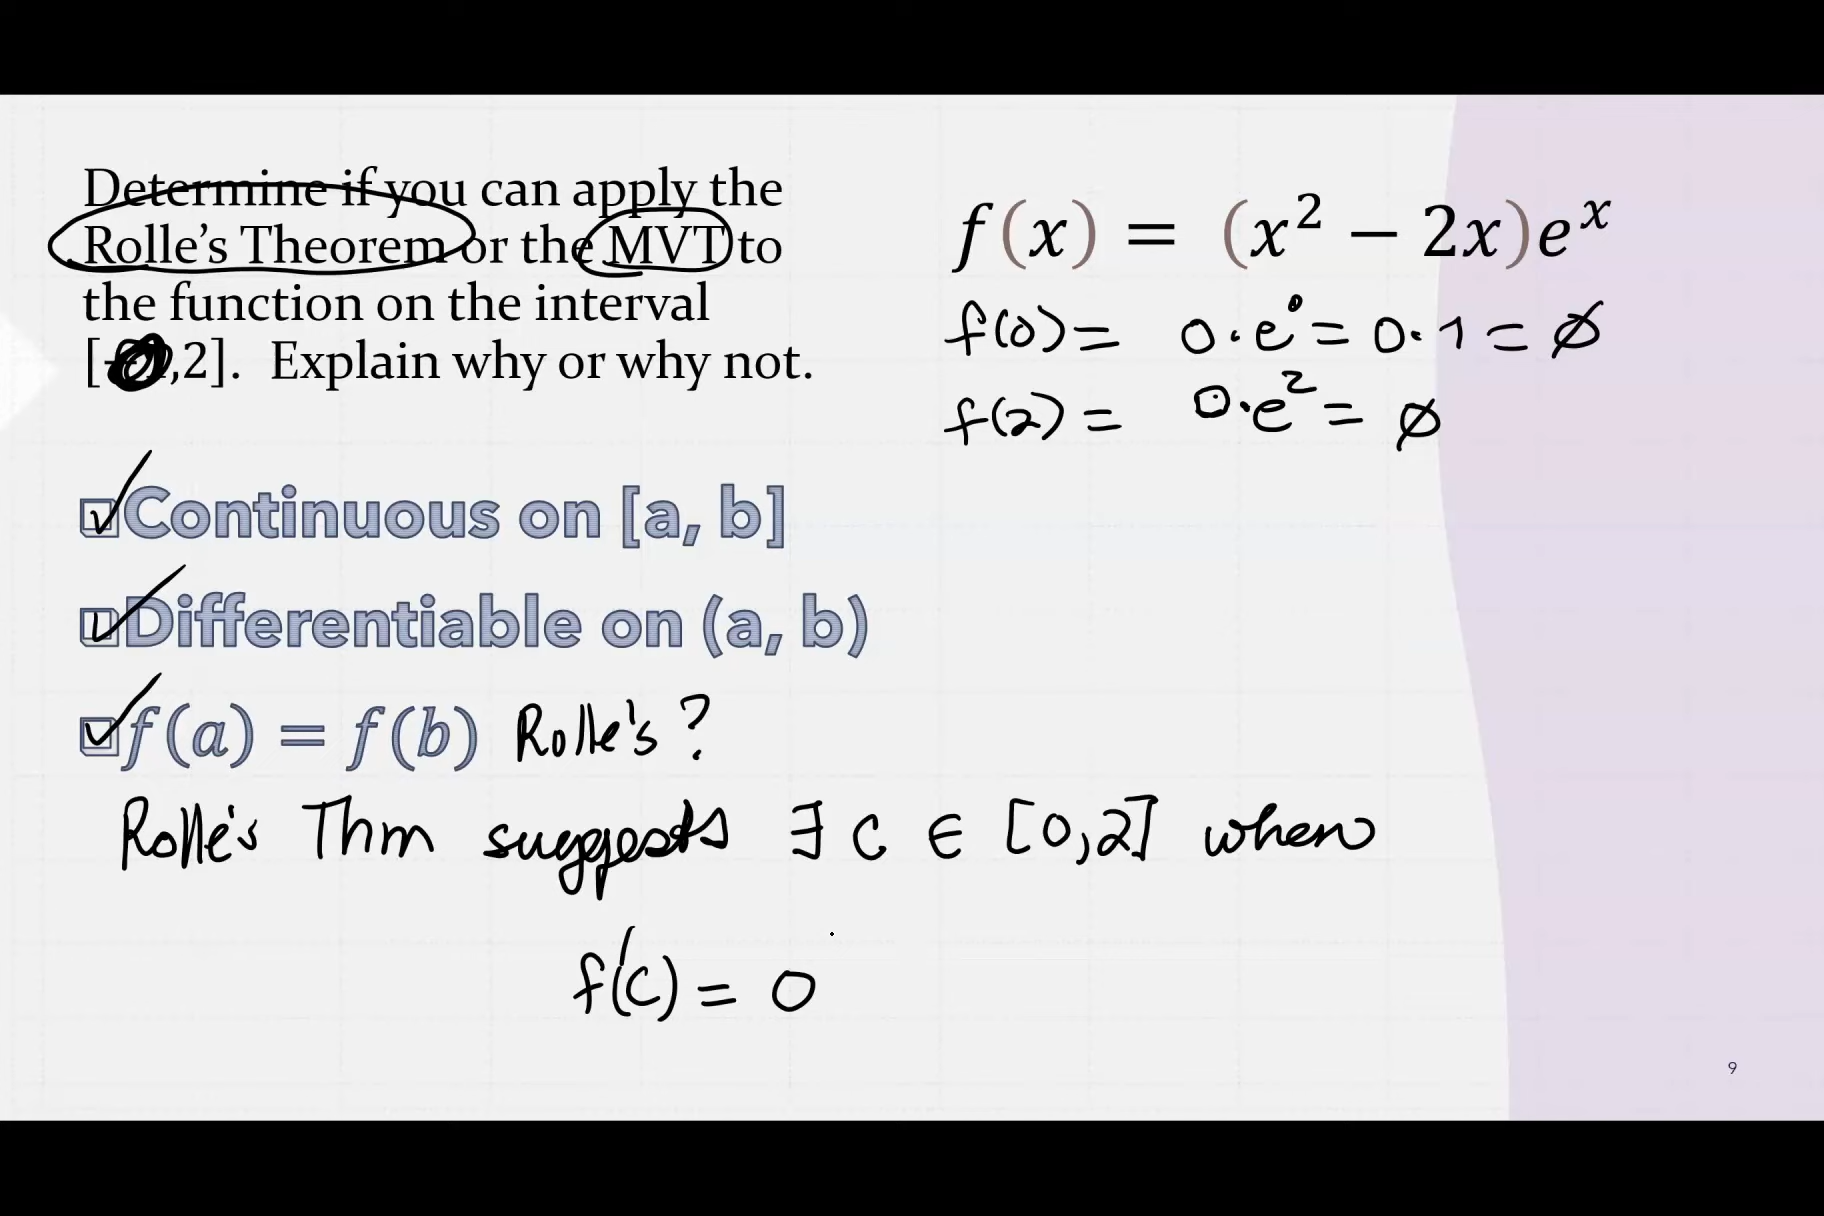 Determine if you can apply the
Rolle's Theorem or the MVT to
the function on the interval
[0,2]. Explain why or why not.
f(x) = (x² − 2x)eˣ
f(0) = 0·e⁰ = 0·1 = ∅
f(2) = 0·e² = ∅
Continuous on [a, b]
Differentiable on (a, b)
f(a) = f(b) Rolle's?
Rolle's Thm suggests ∃ c ∈ [0,2] when
f'(c) = 0
9